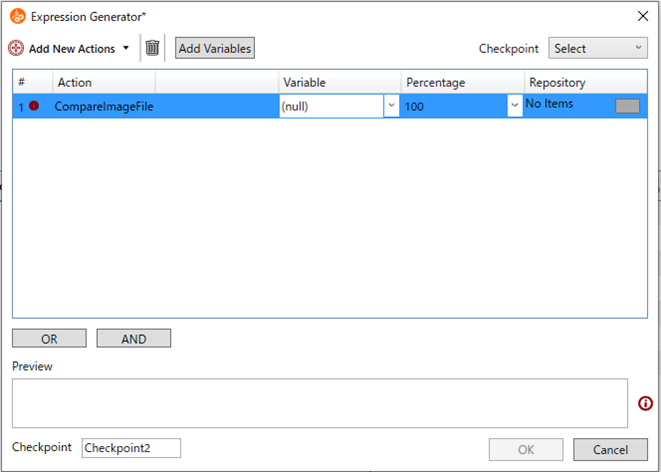 Expression Generator*
Add New Actions Add Variables Checkpoint Select
# Action Variable Percentage Repository
1 CompareImageFile (null) 100 No Items
OR AND
Preview
Checkpoint Checkpoint2 OK Cancel